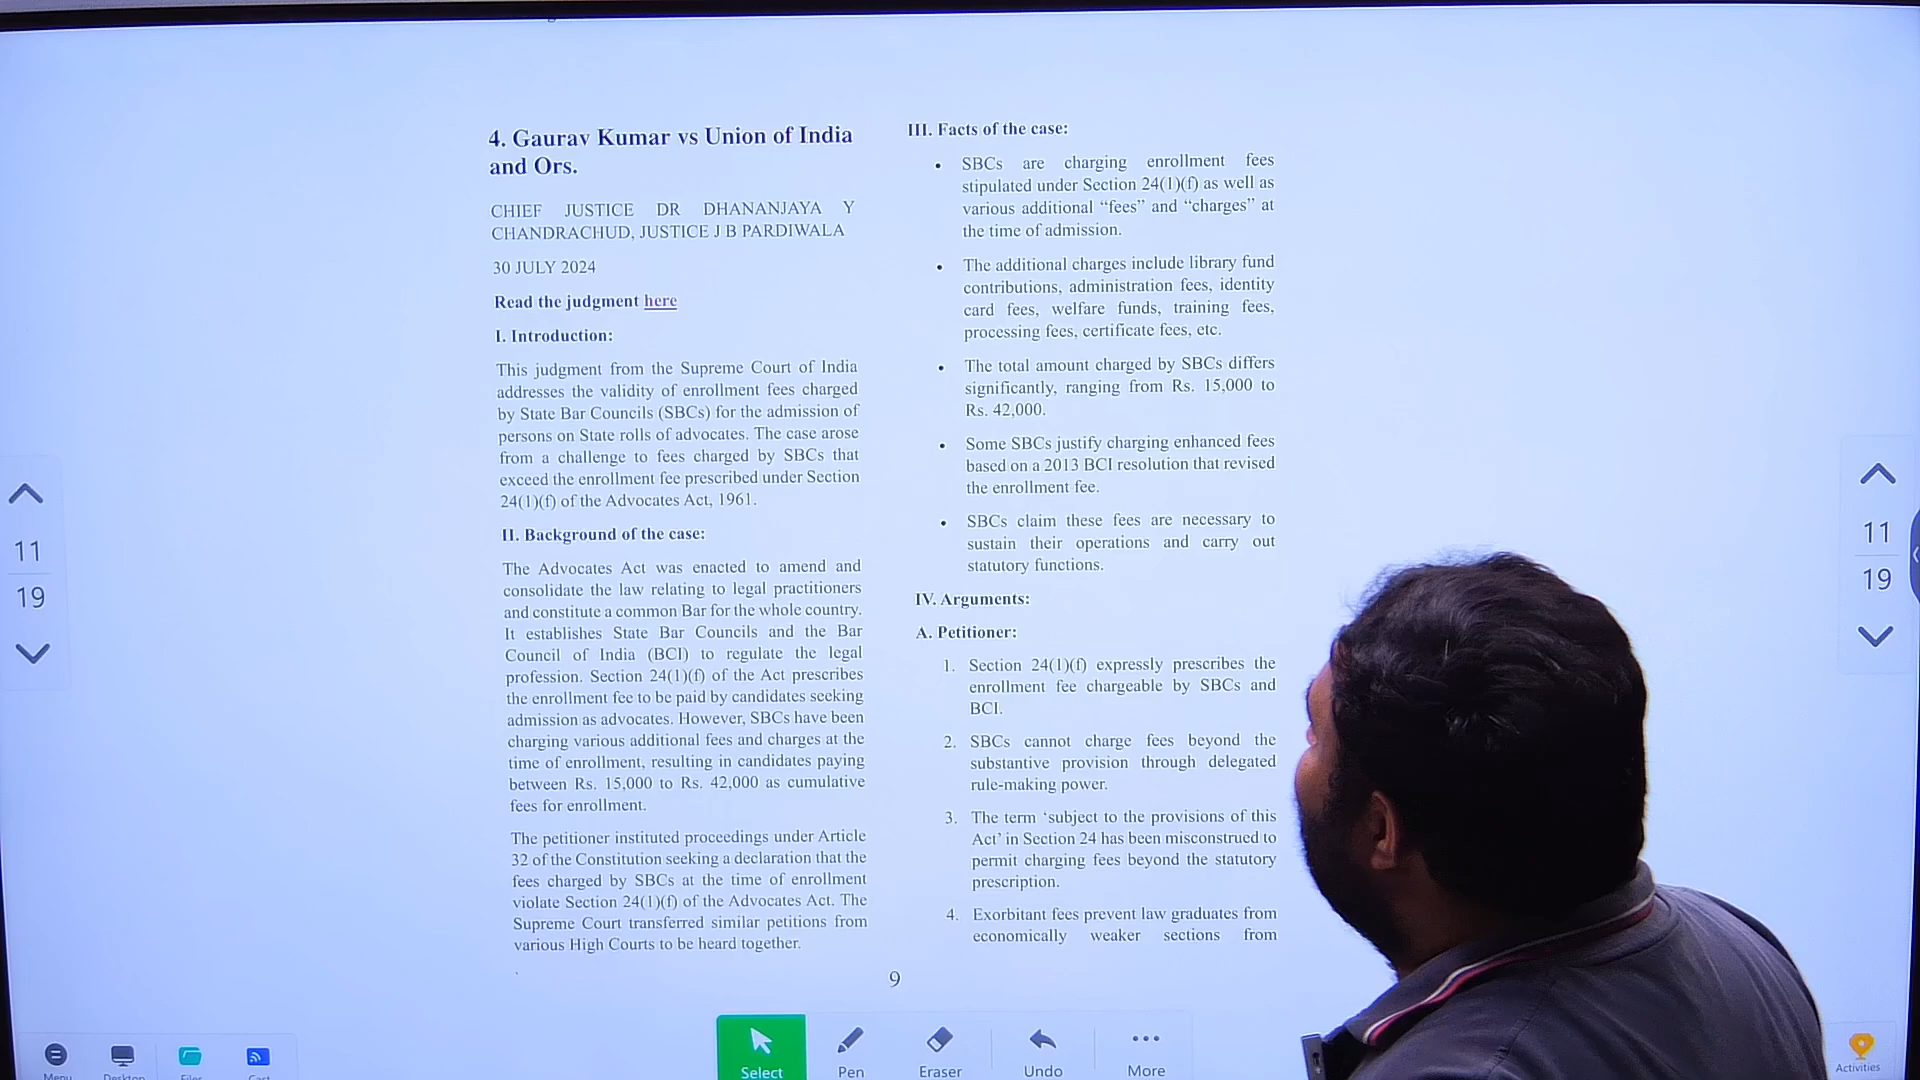 4. Gaurav Kumar vs Union of India
and Ors.
CHIEF JUSTICE DR DHANANJAYA Y
CHANDRACHUD, JUSTICE J B PARDIWALA
30 JULY 2024
Read the judgment here
I. Introduction:
This judgment from the Supreme Court of India
addresses the validity of enrollment fees charged
by State Bar Councils (SBCs) for the admission of
persons on State rolls of advocates. The case arose
from a challenge to fees charged by SBCs that
exceed the enrollment fee prescribed under Section
24(1)(f) of the Advocates Act, 1961.
II. Background of the case:
The Advocates Act was enacted to amend and
consolidate the law relating to legal practitioners
and constitute a common Bar for the whole country.
It establishes State Bar Councils and the Bar
Council of India (BCI) to regulate the legal
profession. Section 24(1)(f) of the Act prescribes
the enrollment fee to be paid by candidates seeking
admission as advocates. However, SBCs have been
charging various additional fees and charges at the
time of enrollment, resulting in candidates paying
between Rs. 15,000 to Rs. 42,000 as cumulative
fees for enrollment.
The petitioner instituted proceedings under Article
32 of the Constitution seeking a declaration that the
fees charged by SBCs at the time of enrollment
violate Section 24(1)(f) of the Advocates Act. The
Supreme Court transferred similar petitions from
various High Courts to be heard together.
III. Facts of the case:
• SBCs are charging enrollment fees
stipulated under Section 24(1)(f) as well as
various additional “fees” and “charges” at
the time of admission.
• The additional charges include library fund
contributions, administration fees, identity
card fees, welfare funds, training fees,
processing fees, certificate fees, etc.
• The total amount charged by SBCs differs
significantly, ranging from Rs. 15,000 to
Rs. 42,000.
• Some SBCs justify charging enhanced fees
based on a 2013 BCI resolution that revised
the enrollment fee.
• SBCs claim these fees are necessary to
sustain their operations and carry out
statutory functions.
IV. Arguments:
A. Petitioner:
1. Section 24(1)(f) expressly prescribes the
enrollment fee chargeable by SBCs and
BCI.
2. SBCs cannot charge fees beyond the
substantive provision through delegated
rule-making power.
3. The term ‘subject to the provisions of this
Act’ in Section 24 has been misconstrued to
permit charging fees beyond the statutory
prescription.
4. Exorbitant fees prevent law graduates from
economically weaker sections from
9
11
19
11
19
Menu
Desktop
Files
Cast
Select
Pen
Eraser
Undo
More
Activities